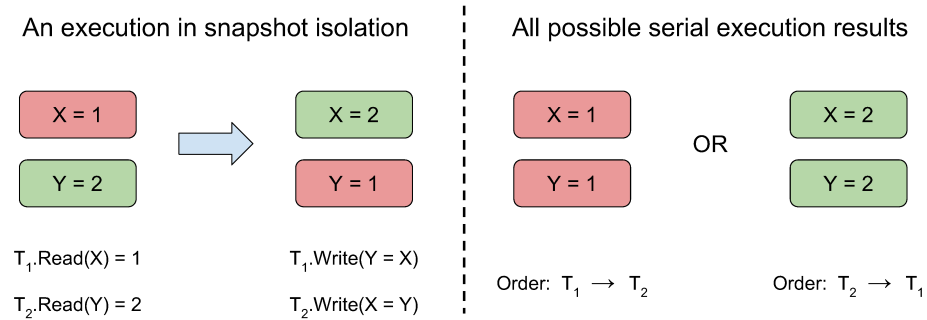 An execution in snapshot isolation
X = 1
X = 2
Y = 2
Y = 1
T1.Read(X) = 1
T1.Write(Y = X)
T2.Read(Y) = 2
T2.Write(X = Y)
All possible serial execution results
X = 1
OR
X = 2
Y = 1
Y = 2
Order: T1 → T2
Order: T2 → T1